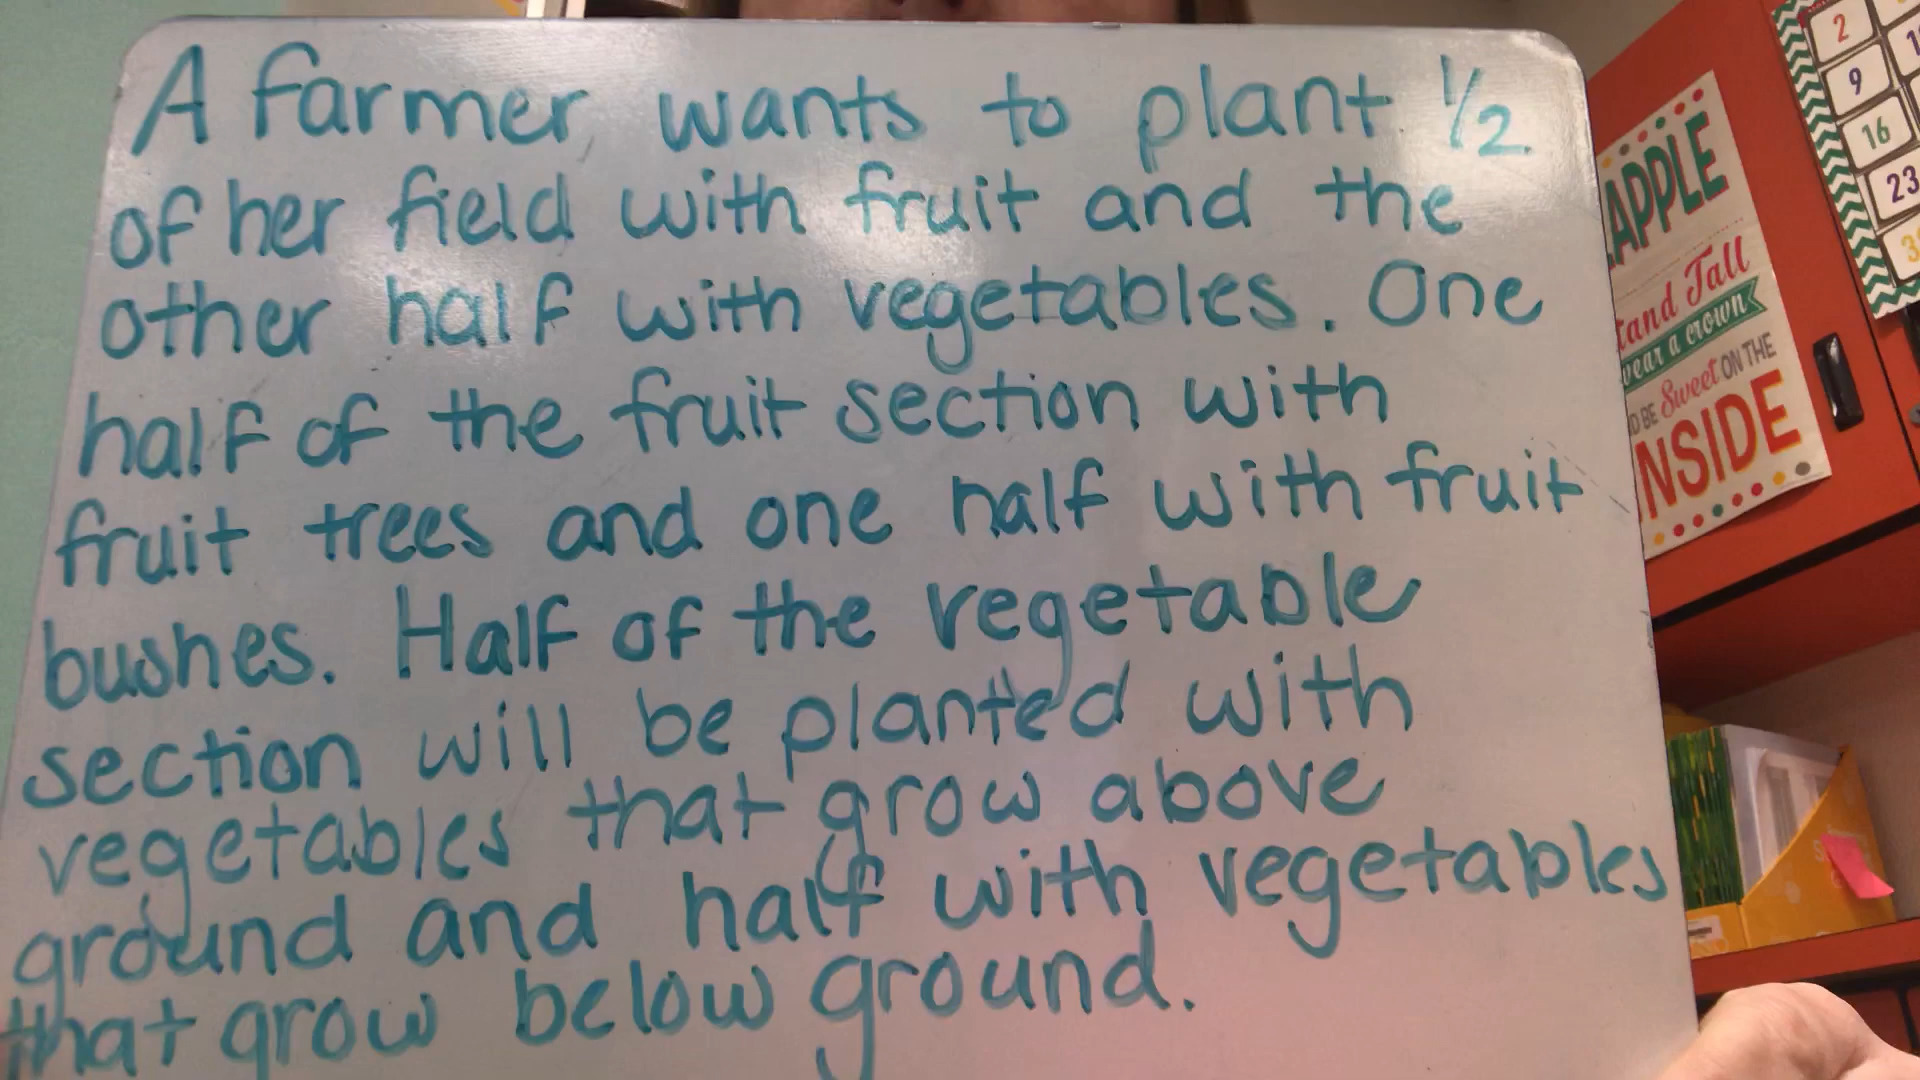 A farmer wants to plant 1/2
of her field with fruit and the
other half with vegetables. One
half of the fruit section with
fruit trees and one half with fruit
bushes. Half of the vegetable
section will be planted with
vegetables that grow above
ground and half with vegetables
that grow below ground.
APPLE
tand Tall
wear a crown
BE Sweet ON THE
INSIDE
2
9
16
23